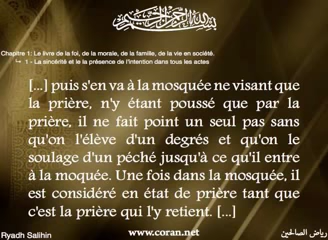 بسم الله الرحمن الرحيم
Chapitre 1: Le livre de la foi, de la morale, de la famille, de la vie en société.
1 - La sincérité et le la présence de l'intention dans tous les actes
[...] puis s'en va à la mosquée ne visant que
la prière, n'y étant poussé que par la
prière, il ne fait point un seul pas sans
qu'on l'élève d'un degrés et qu'on le
soulage d'un péché jusqu'à ce qu'il entre
à la moquée. Une fois dans la mosquée, il
est considéré en état de prière tant que
c'est la prière qui l'y retient. [...]
Ryadh Salihin
www.coran.net
رياض الصالحين